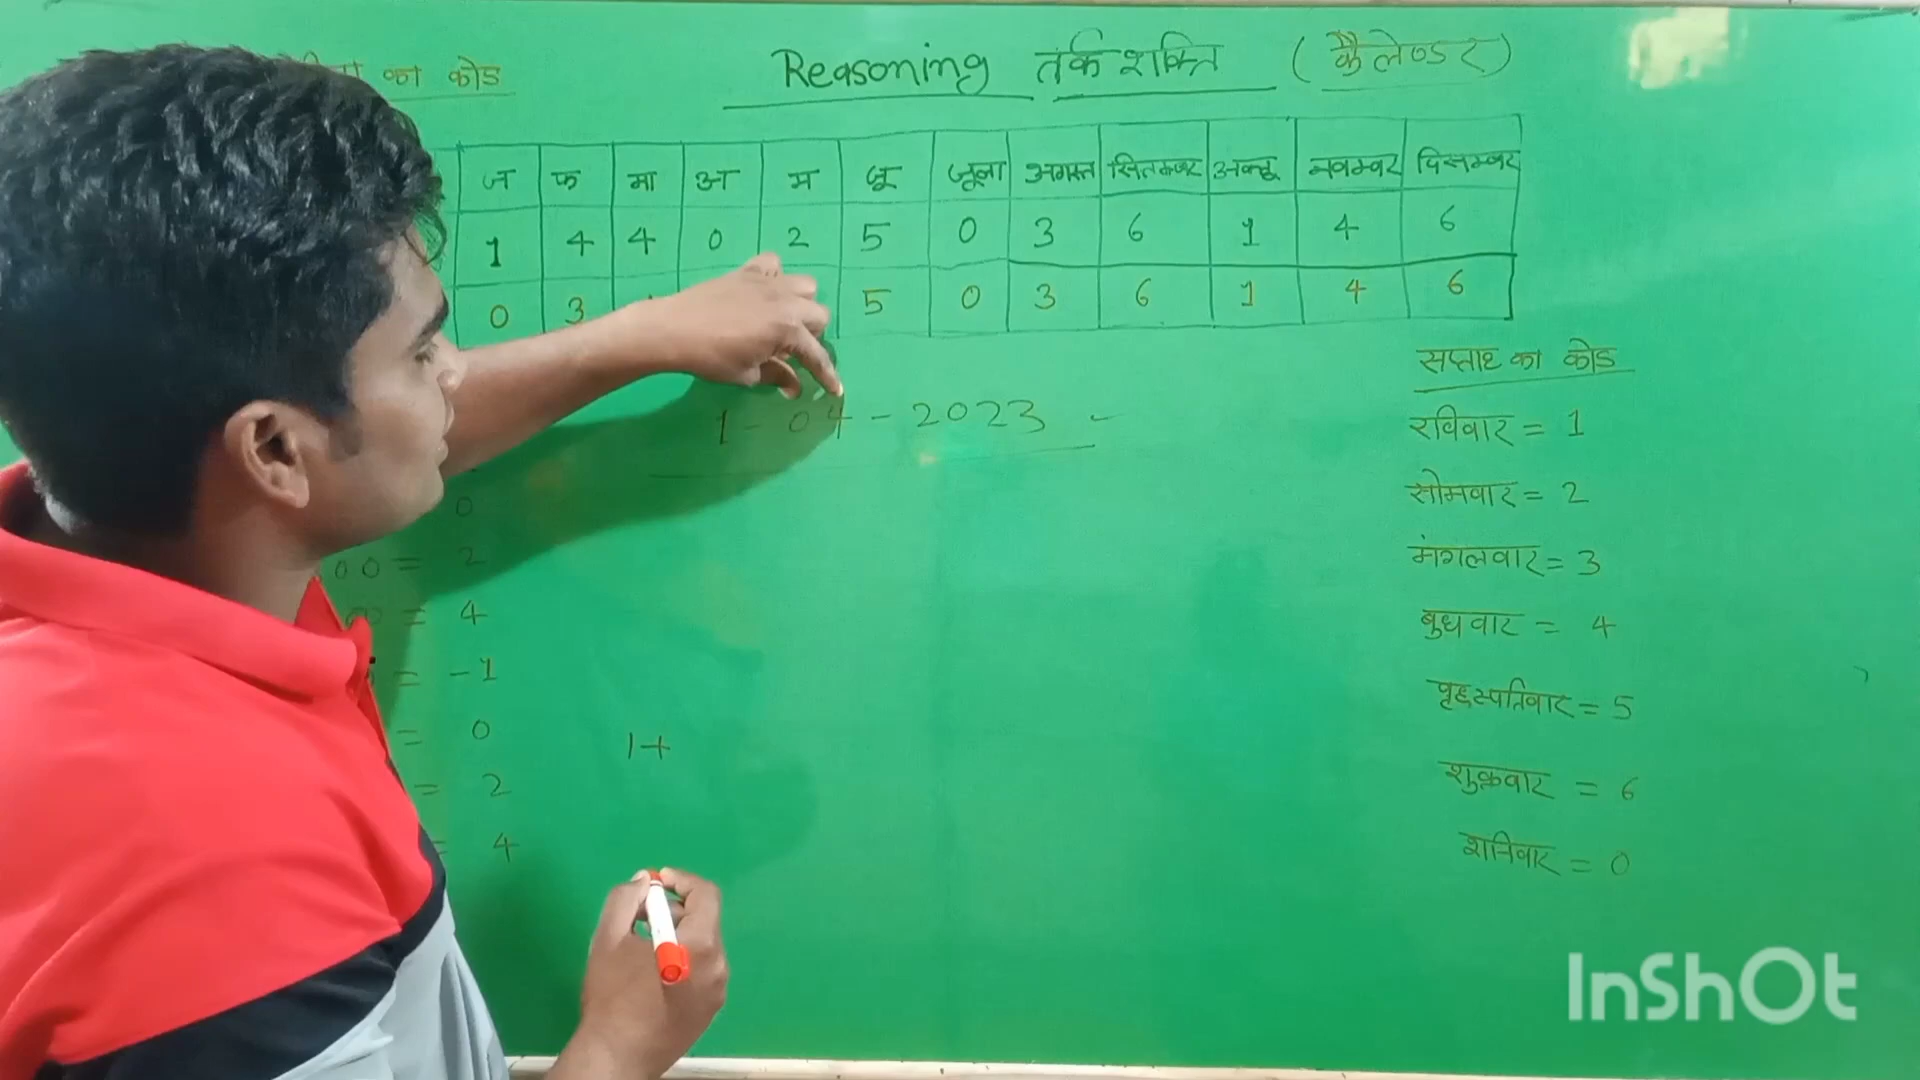 का कोड
Reasoning तर्क शक्ति (कैलेण्डर)
ज फ मा अ म जू जूला अगस्त सितम्बर अक्टू नवम्बर दिसम्बर
1 4 4 0 2 5 0 3 6 1 4 6
0 3 5 0 3 6 1 4 6
सप्ताह का कोड
1 - 04 - 2023 -
रविवार = 1
0
सोमवार = 2
00 = 2
मंगलवार = 3
00 = 4
बुधवार = 4
= -1
वृहस्पतिवार = 5
= 0
1+
= 2
शुक्रवार = 6
= 4
शनिवार = 0
InShOt